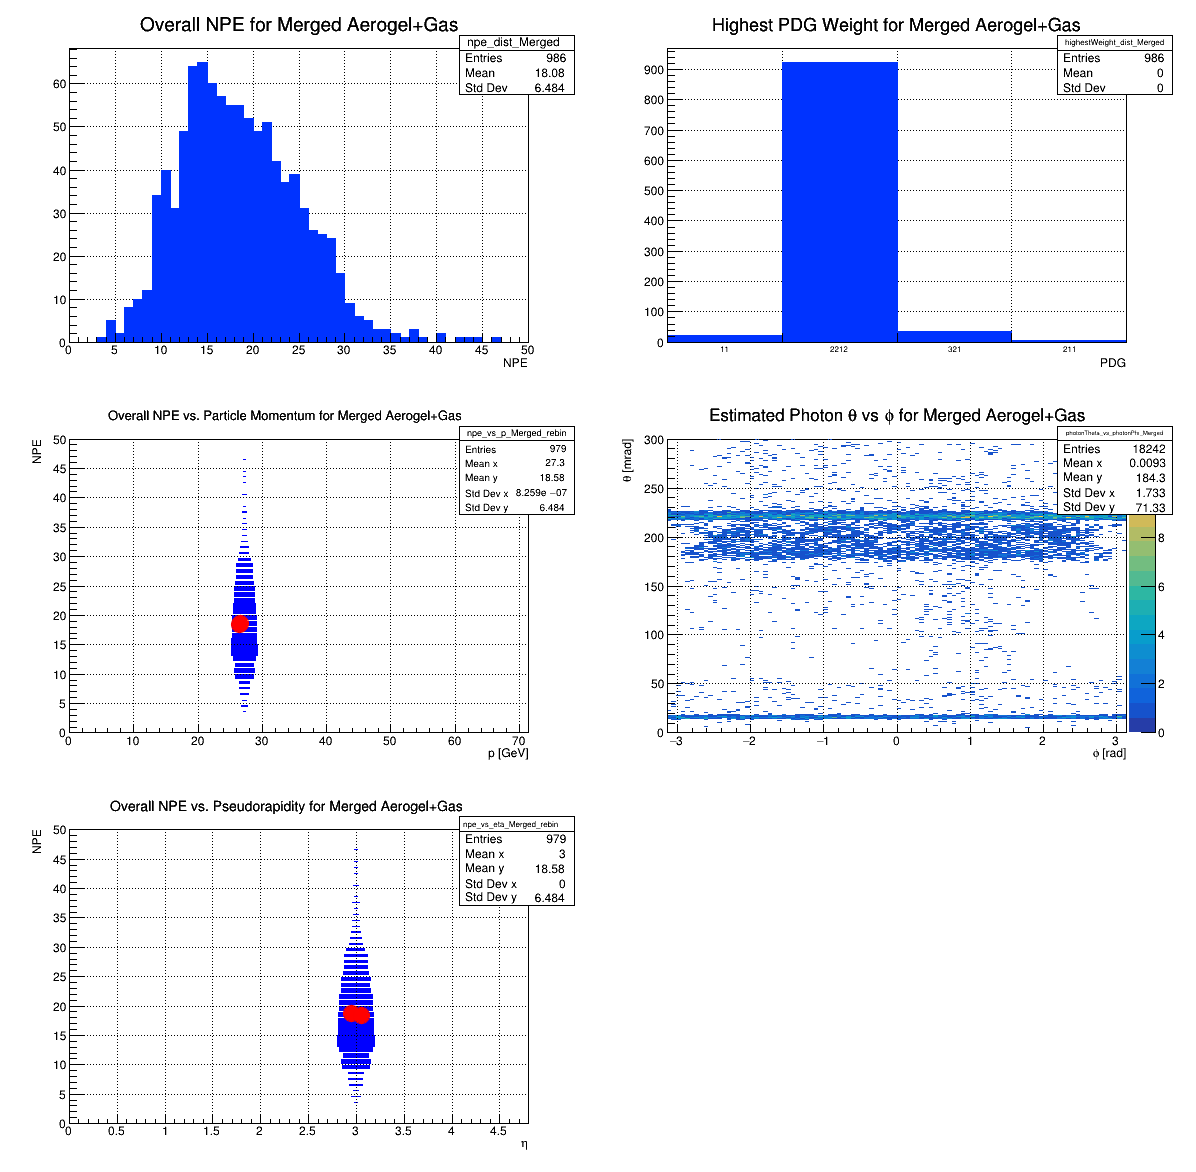 Overall NPE for Merged Aerogel+Gas
npe_dist_Merged
Entries 986
Mean 18.08
Std Dev 6.484
60
50
40
30
20
10
0
0 5 10 15 20 25 30 35 40 45 50
NPE
Highest PDG Weight for Merged Aerogel+Gas
highestWeight_dist_Merged
Entries 986
Mean 0
Std Dev 0
900
800
700
600
500
400
300
200
100
0
11 2212 321 211
PDG
Overall NPE vs. Particle Momentum for Merged Aerogel+Gas
npe_vs_p_Merged_rebin
Entries 979
Mean x 27.3
Mean y 18.58
Std Dev x 8.259e −07
Std Dev y 6.484
NPE
50
45
40
35
30
25
20
15
10
5
0
0 10 20 30 40 50 60 70
p [GeV]
Estimated Photon θ vs ϕ for Merged Aerogel+Gas
photonTheta_vs_photonPhi_Merged
Entries 18242
Mean x 0.0093
Mean y 184.3
Std Dev x 1.733
Std Dev y 71.33
θ [mrad]
300
250
200
150
100
50
0
−3 −2 −1 0 1 2 3
ϕ [rad]
8
6
4
2
0
Overall NPE vs. Pseudorapidity for Merged Aerogel+Gas
npe_vs_eta_Merged_rebin
Entries 979
Mean x 3
Mean y 18.58
Std Dev x 0
Std Dev y 6.484
NPE
50
45
40
35
30
25
20
15
10
5
0
0 0.5 1 1.5 2 2.5 3 3.5 4 4.5
η